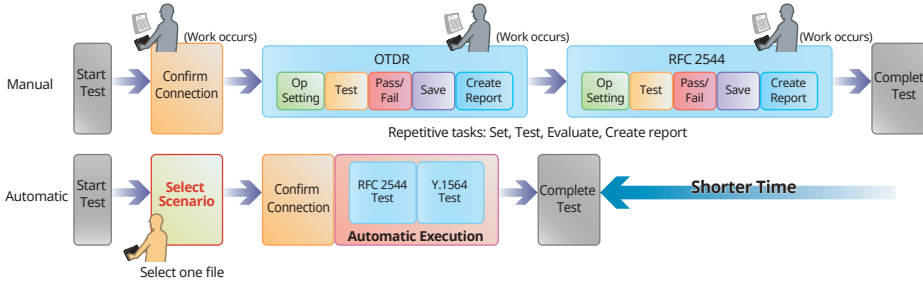 (Work occurs)
(Work occurs)
(Work occurs)
Manual
Start
Test
Confirm
Connection
OTDR
Op
Setting
Test
Pass/
Fail
Save
Create
Report
RFC 2544
Op
Setting
Test
Pass/
Fail
Save
Create
Report
Complete
Test
Repetitive tasks: Set, Test, Evaluate, Create report
Automatic
Start
Test
Select
Scenario
Confirm
Connection
RFC 2544
Test
Y.1564
Test
Automatic Execution
Complete
Test
Shorter Time
Select one file